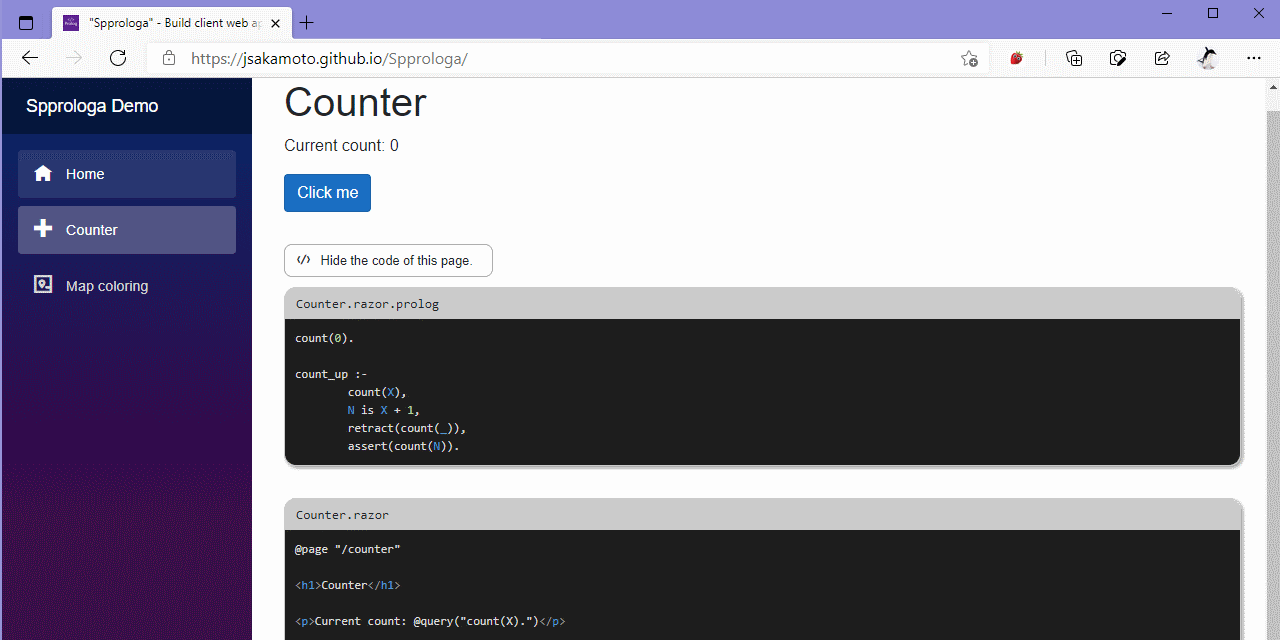 "Spprologa" - Build client web a
https://jsakamoto.github.io/Spprologa/
Spprologa Demo
Home
Counter
Map coloring
Counter
Current count: 0
Click me
</> Hide the code of this page.
Counter.razor.prolog
count(0).
count_up :-
count(X),
N is X + 1,
retract(count(_)),
assert(count(N)).
Counter.razor
@page "/counter"
<h1>Counter</h1>
<p>Current count: @query("count(X).")</p>